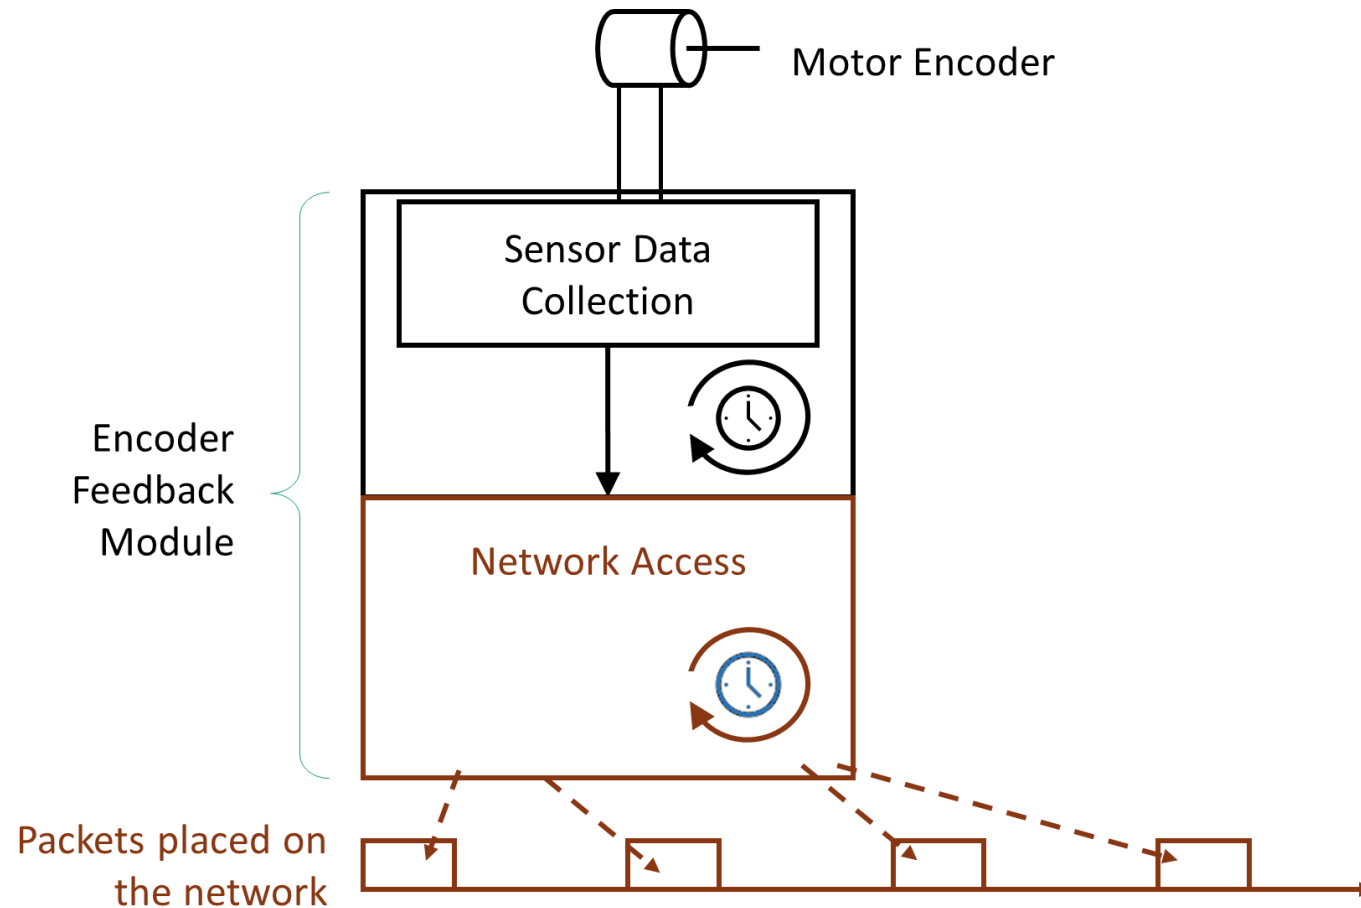 Motor Encoder
Sensor Data
Collection
Encoder
Feedback
Module
Network Access
Packets placed on
the network